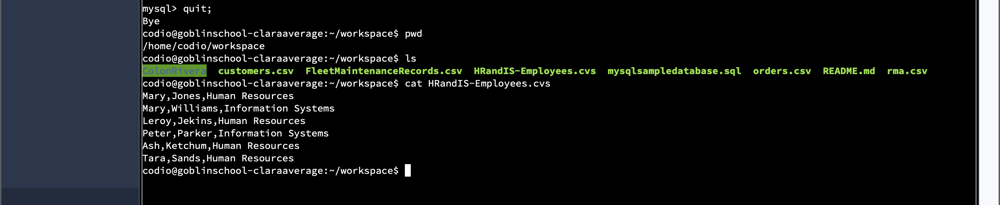 mysql> quit;
Bye
codio@goblinschool-claraaverage:~/workspace$ pwd
/home/codio/workspace
codio@goblinschool-claraaverage:~/workspace$ ls
ColonRivera  customers.csv  FleetMaintenanceRecords.csv  HRandIS-Employees.cvs  mysqlsampledatabase.sql  orders.csv  README.md  rma.csv
codio@goblinschool-claraaverage:~/workspace$ cat HRandIS-Employees.cvs
Mary,Jones,Human Resources
Mary,Williams,Information Systems
Leroy,Jekins,Human Resources
Peter,Parker,Information Systems
Ash,Ketchum,Human Resources
Tara,Sands,Human Resources
codio@goblinschool-claraaverage:~/workspace$